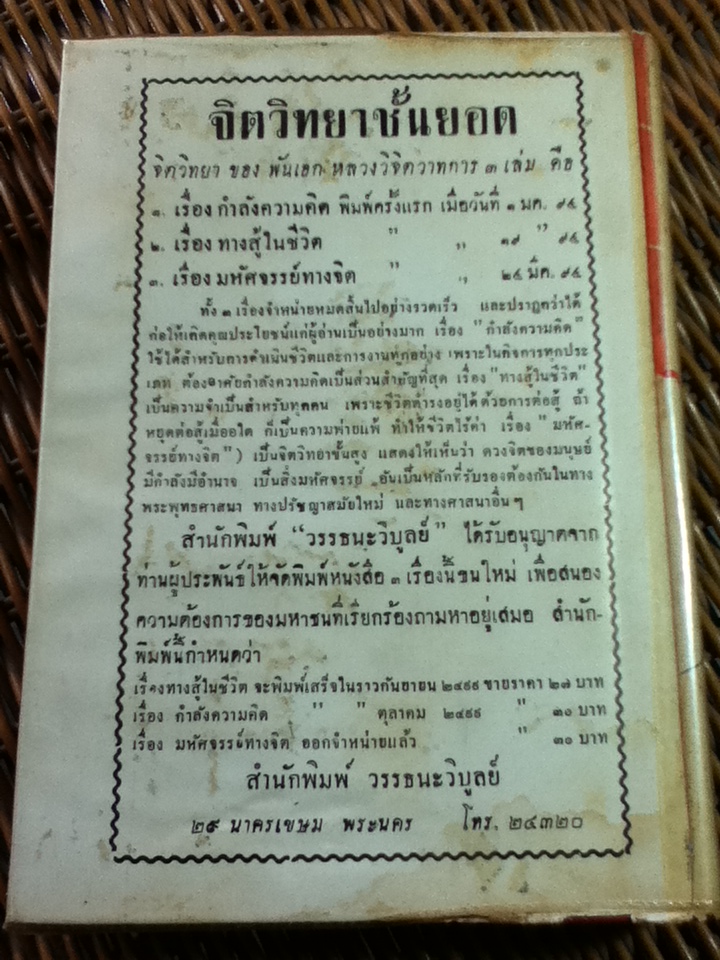 จิตวิทยาชั้นยอด
จิตวิทยา ของ พันเอก หลวงวิจิตวาทการ ๓ เล่ม คือ
๑. เรื่อง กำลังความคิด พิมพ์ครั้งแรก เมื่อวันที่ ๑ มค. ๙๔
๒. เรื่อง ทางสู้ในชีวิต " " ๑๙ " ๙๔
๓. เรื่อง มหัศจรรย์ทางจิต " " ๒๔ มีค. ๙๔
ทั้ง ๓ เรื่องจำหน่ายหมดสิ้นไปอย่างรวดเร็ว และปรากฏว่าได้
ก่อให้เกิดคุณประโยชน์แก่ผู้อ่านเป็นอย่างมาก เรื่อง "กำลังความคิด"
ใช้ได้สำหรับการดำเนินชีวิตและการงานทุกอย่าง เพราะในกิจการทุกประ
เภท ต้องอาศัยกำลังความคิดเป็นส่วนสำคัญที่สุด เรื่อง "ทางสู้ในชีวิต"
เป็นความจำเป็นสำหรับทุกคน เพราะชีวิตดำรงอยู่ได้ด้วยการต่อสู้ ถ้า
หยุดต่อสู้เมื่อใด ก็เป็นความพ่ายแพ้ ทำให้ชีวิตไร้ค่า เรื่อง "มหัศ-
จรรย์ทางจิต") เป็นจิตวิทยาชั้นสูง แสดงให้เห็นว่า ดวงจิตของมนุษย์
มีกำลังมีอำนาจ เป็นสิ่งมหัศจรรย์ อันเป็นหลักที่รับรองต้องกันในทาง
พระพุทธศาสนา ทางปรัชญาสมัยใหม่ และทางศาสนาอื่น ๆ
สำนักพิมพ์ "วรรธนะวิบูลย์" ได้รับอนุญาตจาก
ท่านผู้ประพันธ์ให้จัดพิมพ์หนังสือ ๓ เรื่องนี้ขึ้นใหม่ เพื่อสนอง
ความต้องการของมหาชนที่เรียกร้องถามหาอยู่เสมอ สำนัก-
พิมพ์นี้กำหนดว่า
เรื่องทางสู้ในชีวิต จะพิมพ์เสร็จในราวกันยายน ๒๔๙๙ ขายราคา ๒๗ บาท
เรื่อง กำลังความคิด " " ตุลาคม ๒๔๙๙ " ๓๐ บาท
เรื่อง มหัศจรรย์ทางจิต ออกจำหน่ายแล้ว " ๓๐ บาท
สำนักพิมพ์ วรรธนะวิบูลย์
๒๙ นาครเขษม พระนคร โทร. ๒๔๓๒๐